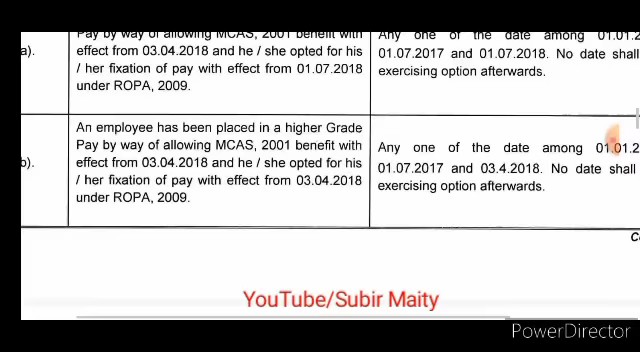 Pay by way of allowing MCAS, 2001 benefit with
a). effect from 03.04.2018 and he / she opted for his
/ her fixation of pay with effect from 01.07.2018
under ROPA, 2009.
Any one of the date among 01.01.2
01.07.2017 and 01.07.2018. No date shall
exercising option afterwards.
An employee has been placed in a higher Grade
Pay by way of allowing MCAS, 2001 benefit with
b). effect from 03.04.2018 and he / she opted for his
/ her fixation of pay with effect from 03.04.2018
under ROPA, 2009.
Any one of the date among 01.01.2
01.07.2017 and 03.4.2018. No date shall
exercising option afterwards.
YouTube/Subir Maity
PowerDirector